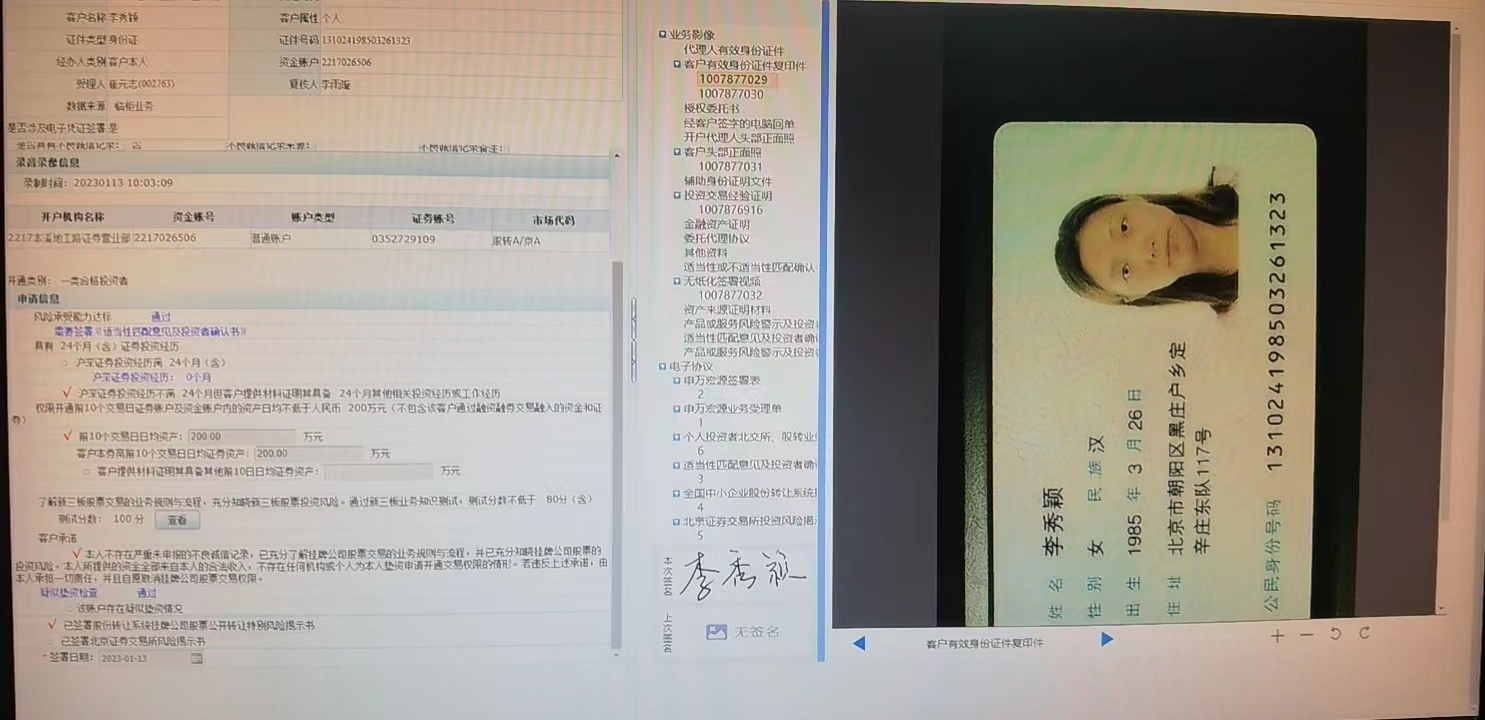 客户名称 李秀颖 客户属性 个人
证件类型 身份证 证件号码 131024198503261323
经办人类别 客户本人 资金账户 2217026506
受理人 崔元志(002763) 复核人 李雨璇
数据来源 临柜业务
是否涉及电子凭证签署 是
录音录像信息
录制时间： 20230113 10:03:09
开户机构名称 资金账号 账户类型 证券账号 市场代码
2217本溪地工路证券营业部 2217026506 普通账户 0352729109 股转A/京A
开通类别： 一类合格投资者
申请信息
风险承受能力达标 通过
需要签署《适当性匹配意见及投资者确认书》
具有 24个月（含）证券投资经历
沪深证券投资经历满 24个月（含）
沪深证券投资经历： 0个月
√ 沪深证券投资经历不满 24个月但客户提供材料证明其具备 24个月其他相关投资经历或工作经历
权限开通前10个交易日证券账户及资金账户内的资产日均不低于人民币 200万元（不包含该客户通过融资融券交易融入的资金和证
券）
√ 前10个交易日日均资产： 200.00 万元
客户本券商前10个交易日日均证券资产： 200.00 万元
客户提供材料证明其具备其他前10日日均证券资产： 万元
了解新三板股票交易的业务规则与流程，充分知晓新三板股票投资风险。通过新三板业务知识测试，测试分数不低于 80分（含）
测试分数： 100 分 查看
客户承诺
√ 本人不存在严重未申报的不良诚信记录，已充分了解挂牌公司股票交易的业务规则与流程，并已充分知晓挂牌公司股票的
投资风险。本人所提供的资金全部来自本人的合法收入，不存在任何机构或个人为本人垫资申请开通交易权限的情形。若违反上述承诺，由
本人承担一切责任，并且自愿取消挂牌公司股票交易权限。
疑似垫资检查 通过
该账户存在疑似垫资情况
√ 已签署股份转让系统挂牌公司股票公开转让特别风险揭示书
已签署北京证券交易所风险揭示书
*签署日期： 2023-01-13
业务影像
代理人有效身份证件
客户有效身份证件复印件
1007877029
1007877030
授权委托书
经客户签字的电脑回单
开户代理人头部正面照
客户头部正面照
1007877031
辅助身份证明文件
投资交易经验证明
1007876916
金融资产证明
委托代理协议
其他资料
适当性或不适当性匹配确认
无纸化签署视频
1007877032
资产来源证明材料
产品或服务风险警示及投资者
适当性匹配意见及投资者确认
产品或服务风险警示及投资者
电子协议
申万宏源签署表
2
申万宏源业务受理单
1
个人投资者北交所、股转业
6
适当性匹配意见及投资者确
3
全国中小企业股份转让系统
4
北京证券交易所投资风险揭
5
本次签名
李秀颖
上次签名
无签名
姓名 李秀颖
性别 女 民族 汉
出生 1985 年 3 月 26 日
住址 北京市朝阳区黑庄户乡定
辛庄东队117号
公民身份号码 131024198503261323
客户有效身份证件复印件